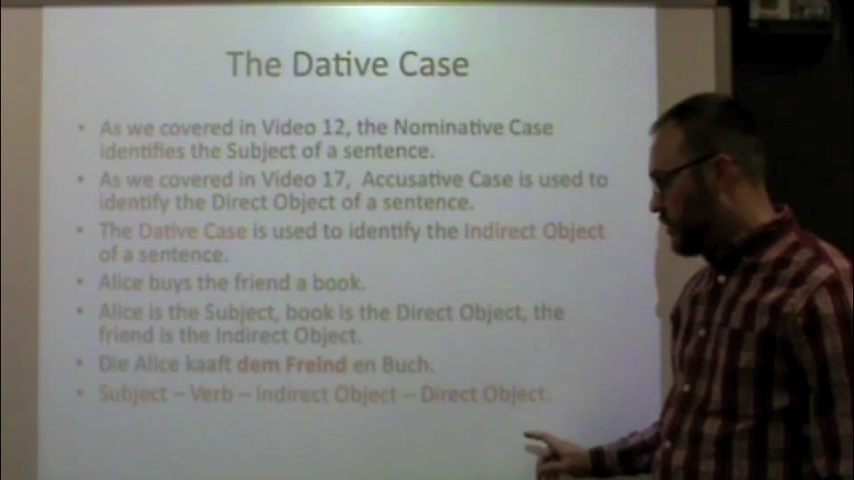 The Dative Case
• As we covered in Video 12, the Nominative Case
identifies the Subject of a sentence.
• As we covered in Video 17, Accusative Case is used to
identify the Direct Object of a sentence.
• The Dative Case is used to identify the Indirect Object
of a sentence.
• Alice buys the friend a book.
• Alice is the Subject, book is the Direct Object, the
friend is the Indirect Object.
• Die Alice kaaft dem Freind en Buch.
• Subject – Verb – Indirect Object – Direct Object.